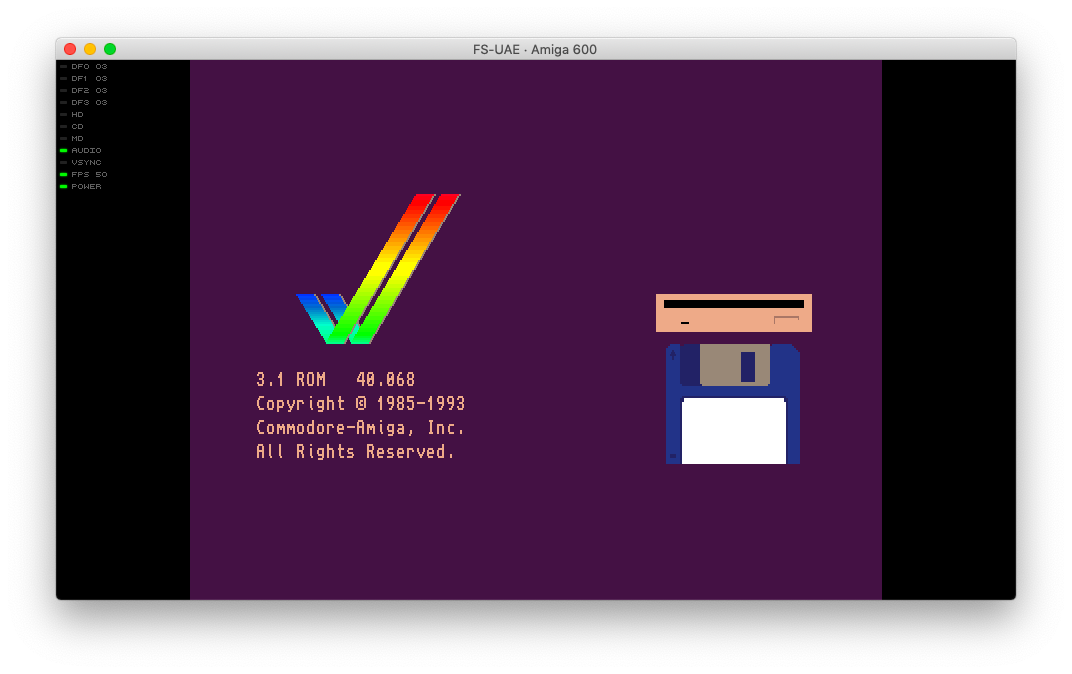 FS-UAE · Amiga 600
DF0 03
DF1 03
DF2 03
DF3 03
HD
CD
MD
AUDIO
VSYNC
FPS 50
POWER
3.1 ROM   40.068
Copyright © 1985-1993
Commodore-Amiga, Inc.
All Rights Reserved.